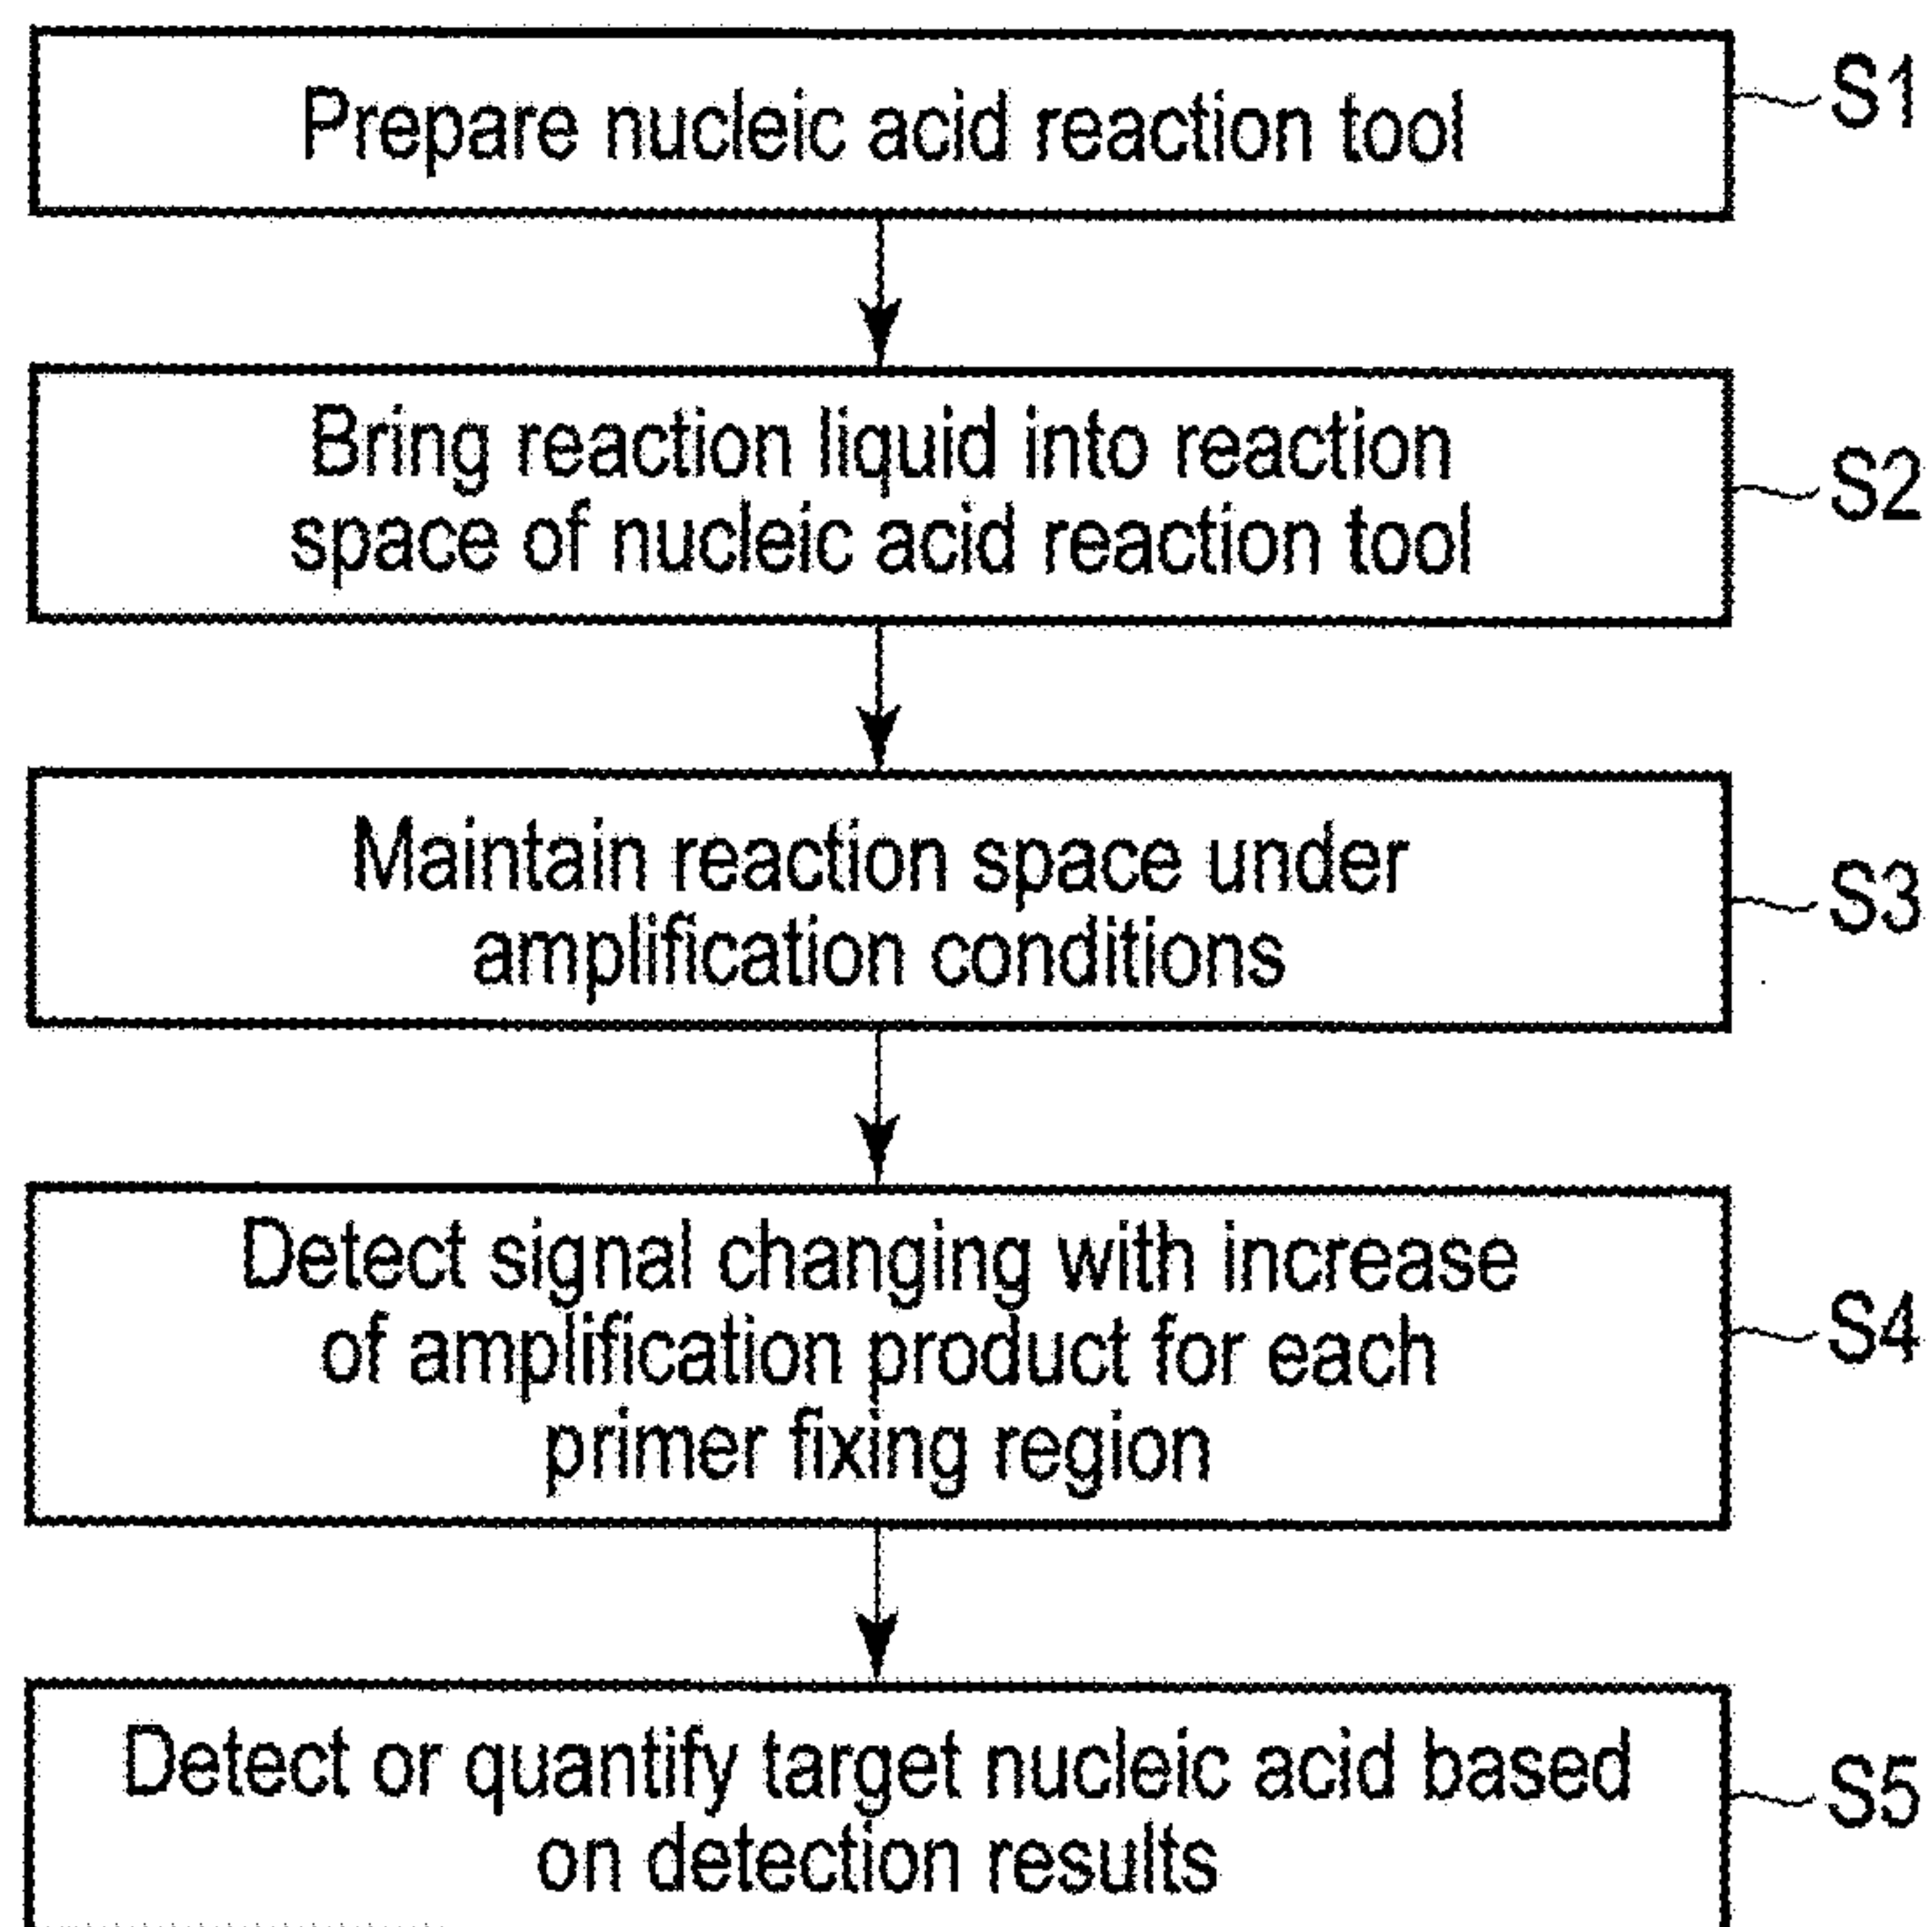 Prepare nucleic acid reaction tool
S1
Bring reaction liquid into reaction
space of nucleic acid reaction tool
S2
Maintain reaction space under
amplification conditions
S3
Detect signal changing with increase
of amplification product for each
primer fixing region
S4
Detect or quantify target nucleic acid based
on detection results
S5